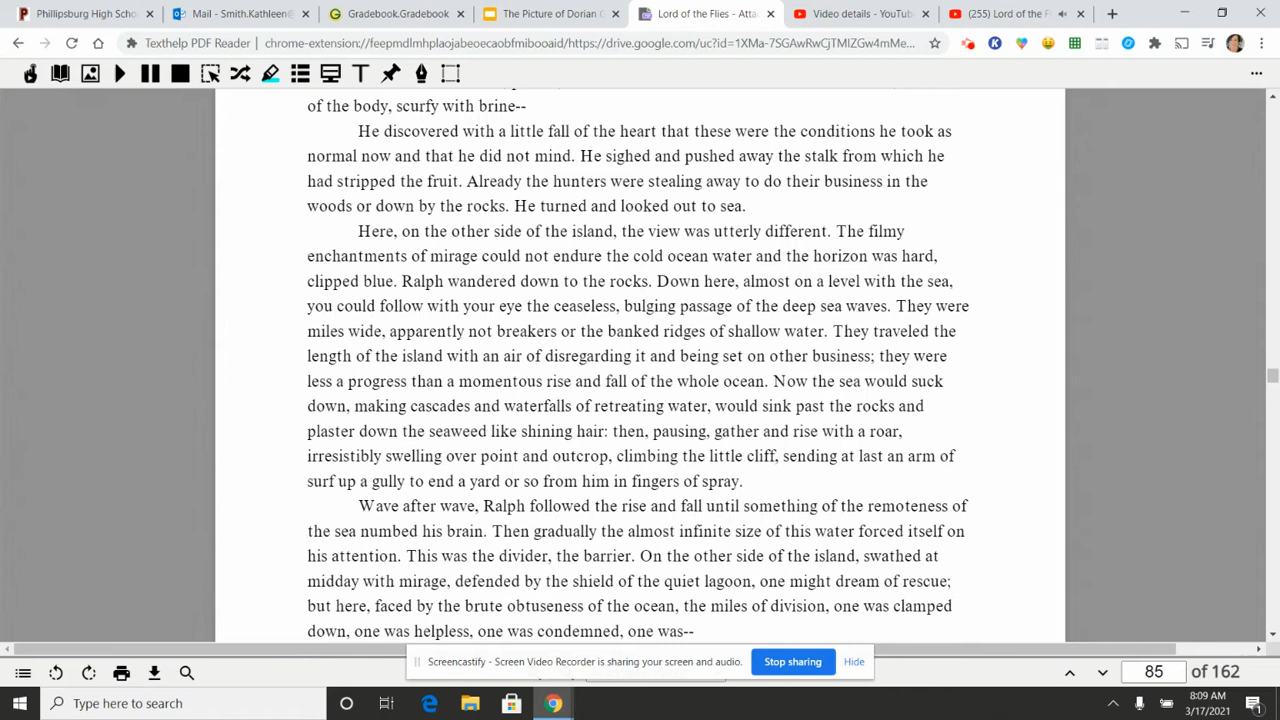 Phillipsburg High Scho
Mail - Smith.Kathleen@
Gradebook.Gradebook
The Picture of Dorian G
Lord of the Flies - Atta
Video details - YouTub
(255) Lord of the F
Texthelp PDF Reader | chrome-extension://feepmdlmhplaojabeoecaobfmibooaid/https://drive.google.com/uc?id=1XMa-7SGAwRwCjTMIZGw4mMe...
of the body, scurfy with brine--
He discovered with a little fall of the heart that these were the conditions he took as
normal now and that he did not mind. He sighed and pushed away the stalk from which he
had stripped the fruit. Already the hunters were stealing away to do their business in the
woods or down by the rocks. He turned and looked out to sea.
Here, on the other side of the island, the view was utterly different. The filmy
enchantments of mirage could not endure the cold ocean water and the horizon was hard,
clipped blue. Ralph wandered down to the rocks. Down here, almost on a level with the sea,
you could follow with your eye the ceaseless, bulging passage of the deep sea waves. They were
miles wide, apparently not breakers or the banked ridges of shallow water. They traveled the
length of the island with an air of disregarding it and being set on other business; they were
less a progress than a momentous rise and fall of the whole ocean. Now the sea would suck
down, making cascades and waterfalls of retreating water, would sink past the rocks and
plaster down the seaweed like shining hair: then, pausing, gather and rise with a roar,
irresistibly swelling over point and outcrop, climbing the little cliff, sending at last an arm of
surf up a gully to end a yard or so from him in fingers of spray.
Wave after wave, Ralph followed the rise and fall until something of the remoteness of
the sea numbed his brain. Then gradually the almost infinite size of this water forced itself on
his attention. This was the divider, the barrier. On the other side of the island, swathed at
midday with mirage, defended by the shield of the quiet lagoon, one might dream of rescue;
but here, faced by the brute obtuseness of the ocean, the miles of division, one was clamped
down, one was helpless, one was condemned, one was--
Screencastify - Screen Video Recorder is sharing your screen and audio.
Stop sharing
Hide
85 of 162
Type here to search
8:09 AM
3/17/2021